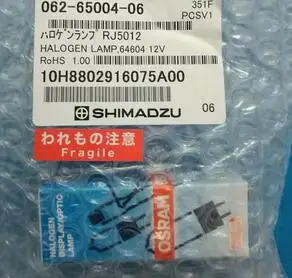 062-65004-06
351F
PCSV1
ハロゲンランプ RJ5012
HALOGEN LAMP,64604 12V
RoHS 1.00
10H8802916075A00
SHIMADZU
06
われもの注意
Fragile
OSRAM
HALOGEN
DISPLAY/OPTIC
LAMP